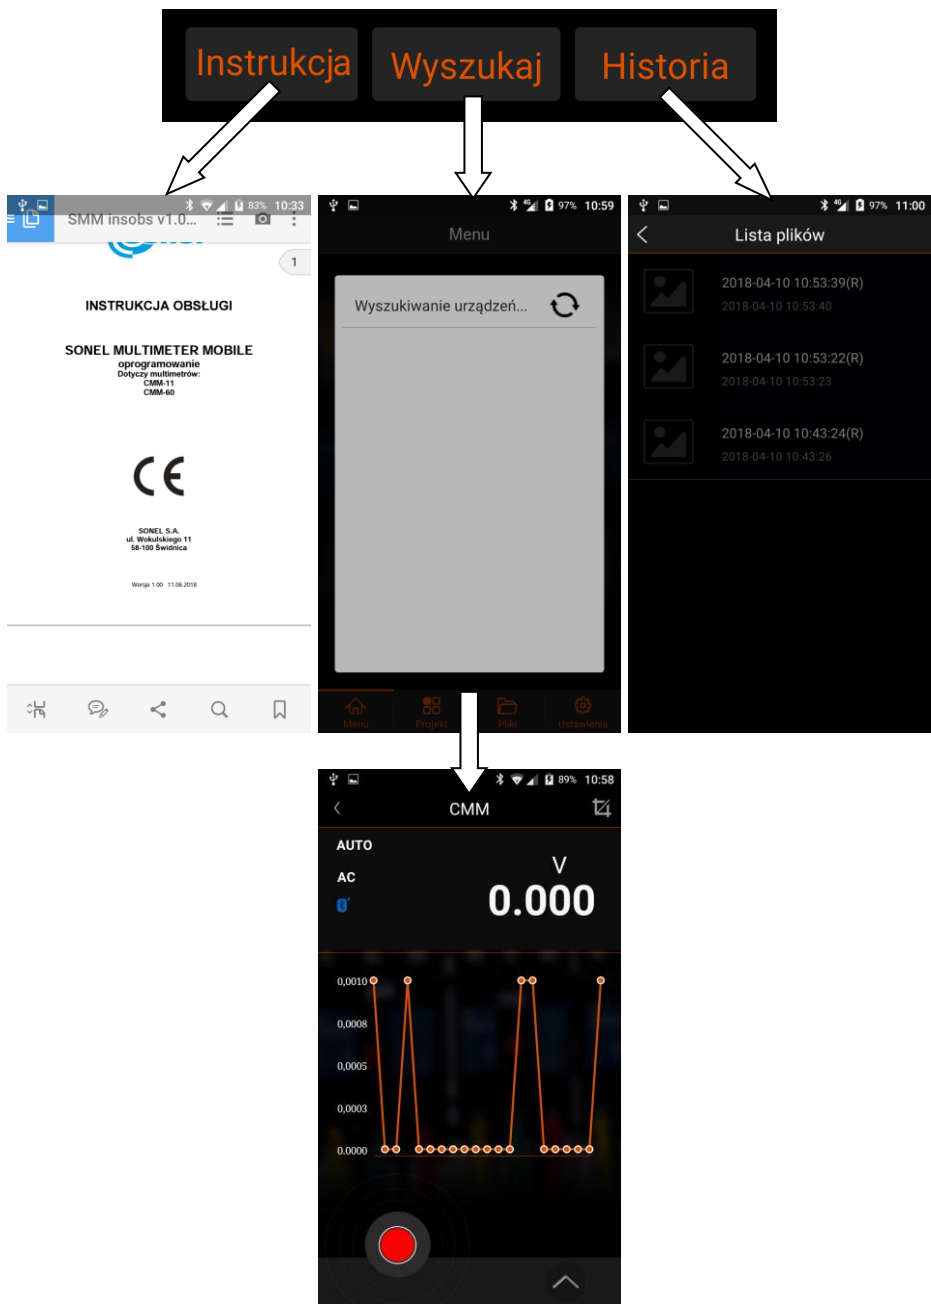 Instrukcja Wyszukaj Historia
83% 10:33
SMM insobs v1.0...
1
INSTRUKCJA OBSŁUGI
SONEL MULTIMETER MOBILE
oprogramowanie
Dotyczy multimetrów:
CMM-11
CMM-60
CE
SONEL S.A.
ul. Wokulskiego 11
58-100 Świdnica
Wersja 1.00 11.06.2018
4G 97% 10:59
Menu
Wyszukiwanie urządzeń...
Menu Projekt Pliki Ustawienia
4G 97% 11:00
Lista plików
2018-04-10 10:53:39(R)
2018-04-10 10:53:40
2018-04-10 10:53:22(R)
2018-04-10 10:53:23
2018-04-10 10:43:24(R)
2018-04-10 10:43:26
89% 10:58
CMM
AUTO
V
AC
0.000
0,0010
0,0008
0,0005
0,0003
0.0000